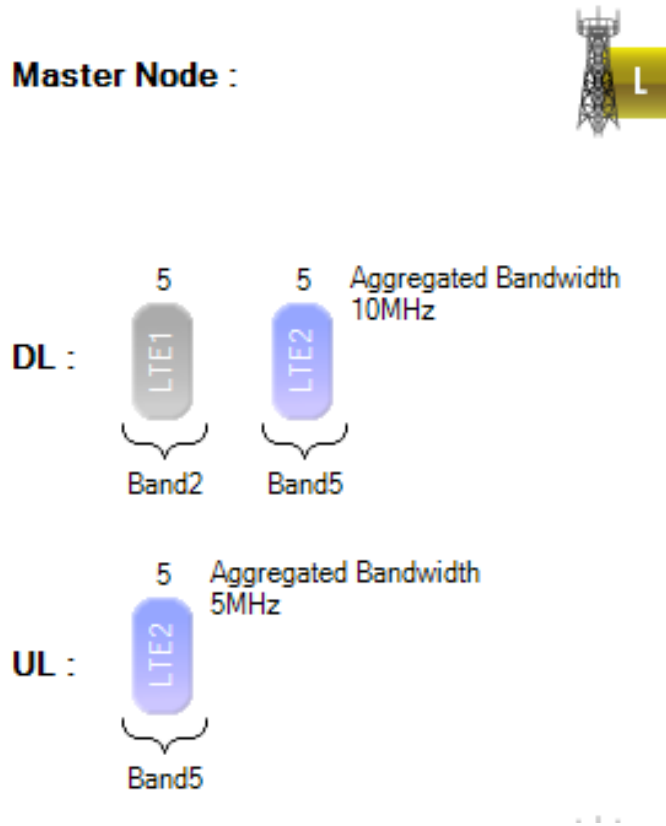 Master Node :
L
5
5
Aggregated Bandwidth
10MHz
DL :
LTE1
LTE2
Band2
Band5
5
Aggregated Bandwidth
5MHz
UL :
LTE2
Band5